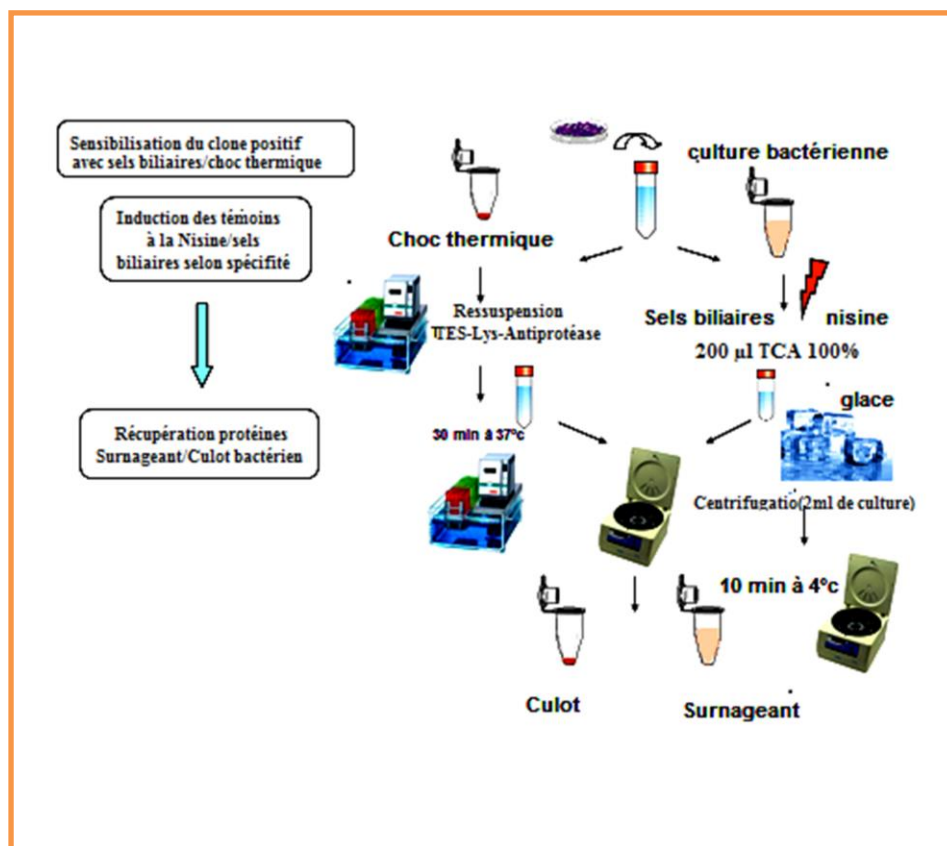 Sensibilisation du clone positif
avec sels biliaires/choc thermique
Induction des témoins
à la Nisine/sels
biliaires selon spécifité
Récupération protéines
Surnageant/Culot bactérien
culture bactérienne
Choc thermique
Ressuspension
TES-Lys-Antiprotéase
Sels biliaires
nisine
200 µl TCA 100%
glace
30 min à 37°c
Centrifugatio(2ml de culture)
10 min à 4°c
Culot
Surnageant